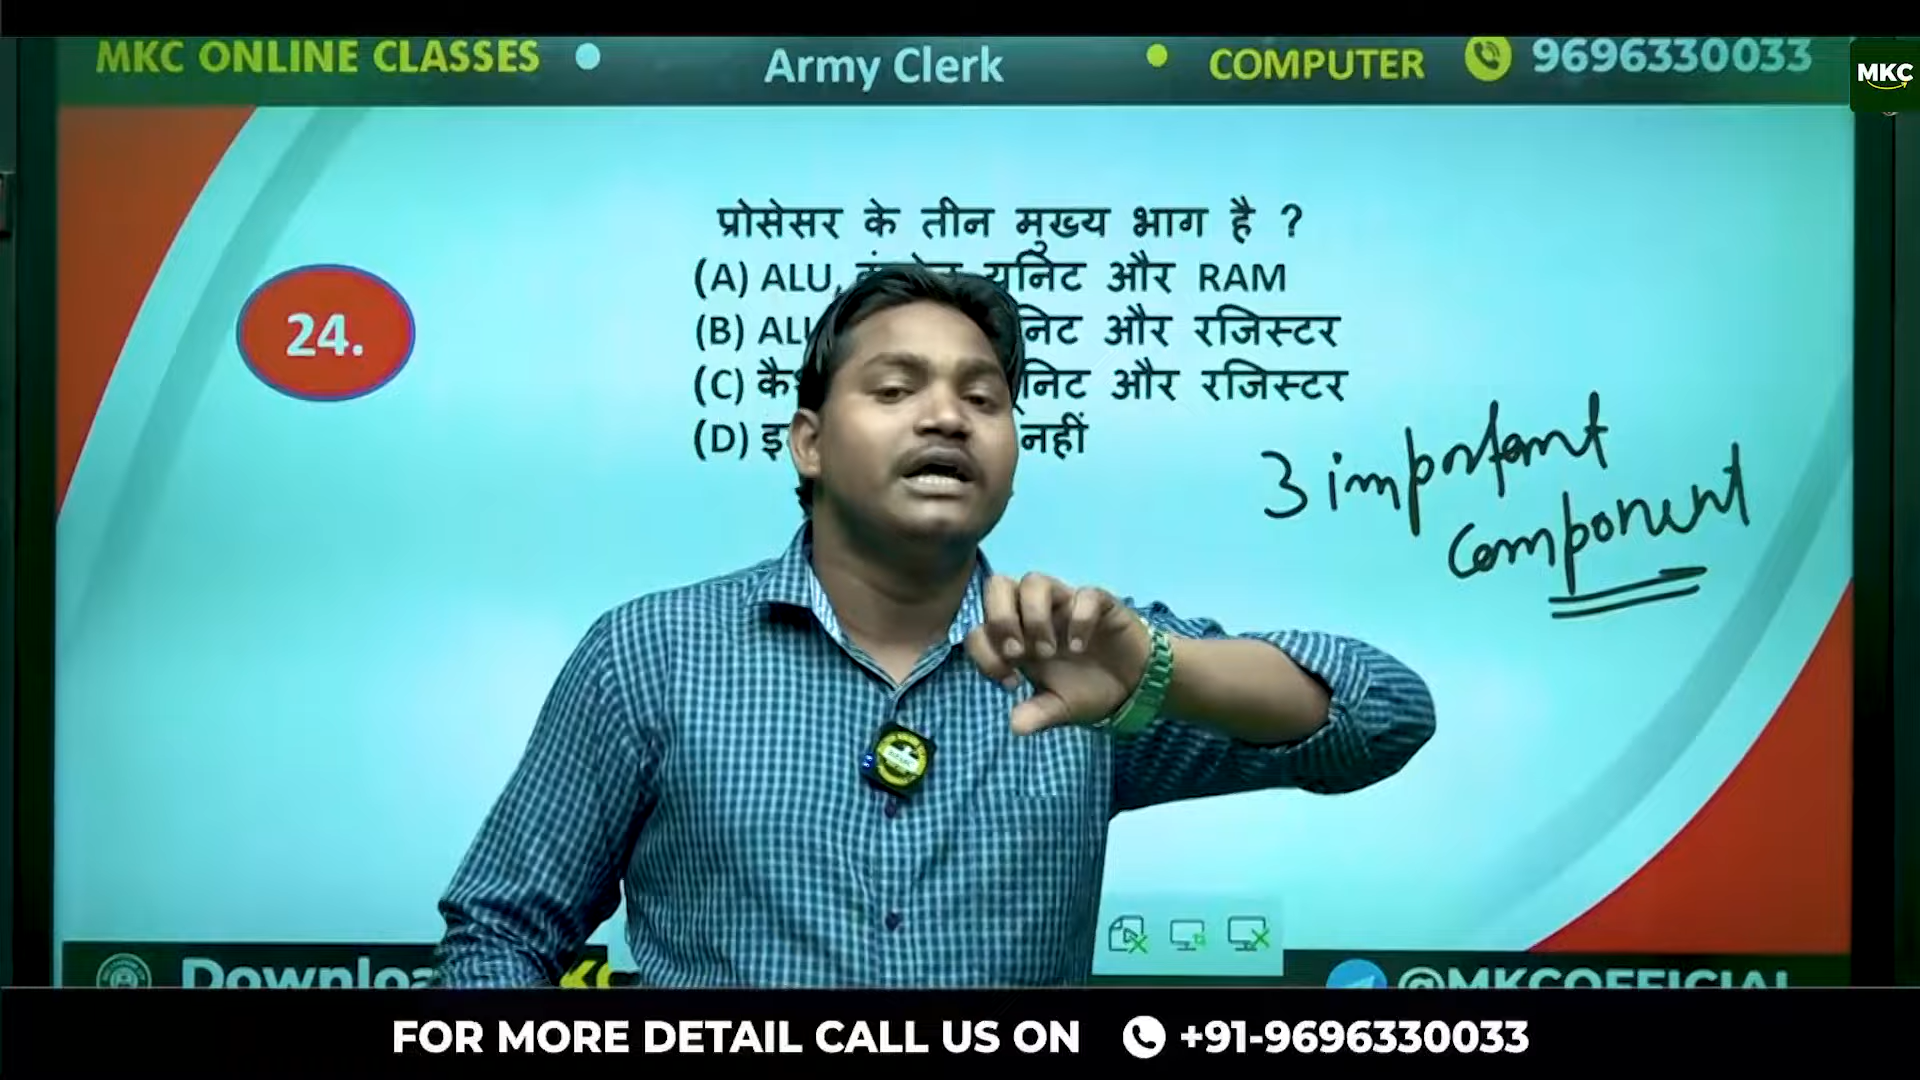 MKC ONLINE CLASSES
Army Clerk
COMPUTER
9696330033
MKC
प्रोसेसर के तीन मुख्य भाग है ?
24.
(A) ALU, यूनिट और RAM
(B) और रजिस्टर
(C) और रजिस्टर
(D) नहीं
3 important
component
@MKCOFFICIAL
FOR MORE DETAIL CALL US ON +91-9696330033